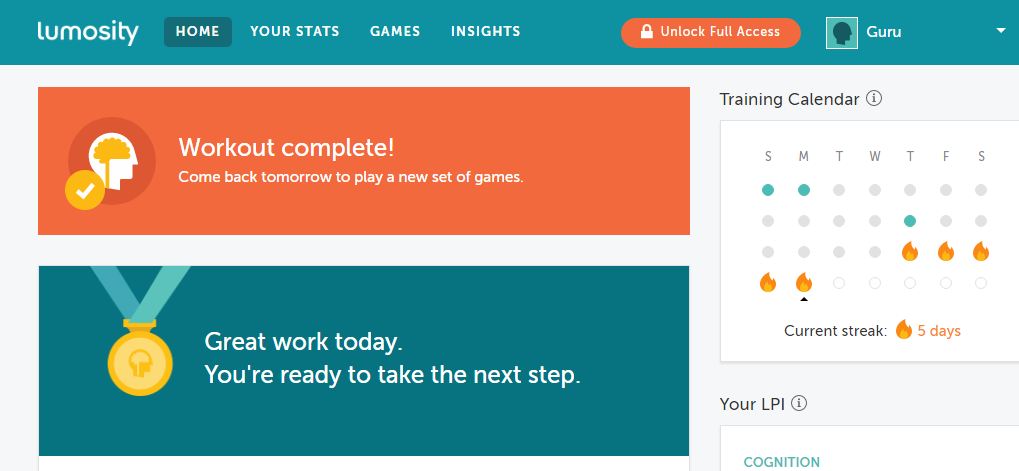 lumosity
HOME
YOUR STATS
GAMES
INSIGHTS
Unlock Full Access
Guru
Workout complete!
Come back tomorrow to play a new set of games.
Great work today.
You're ready to take the next step.
Training Calendar
S M T W T F S
Current streak: 5 days
Your LPI
COGNITION